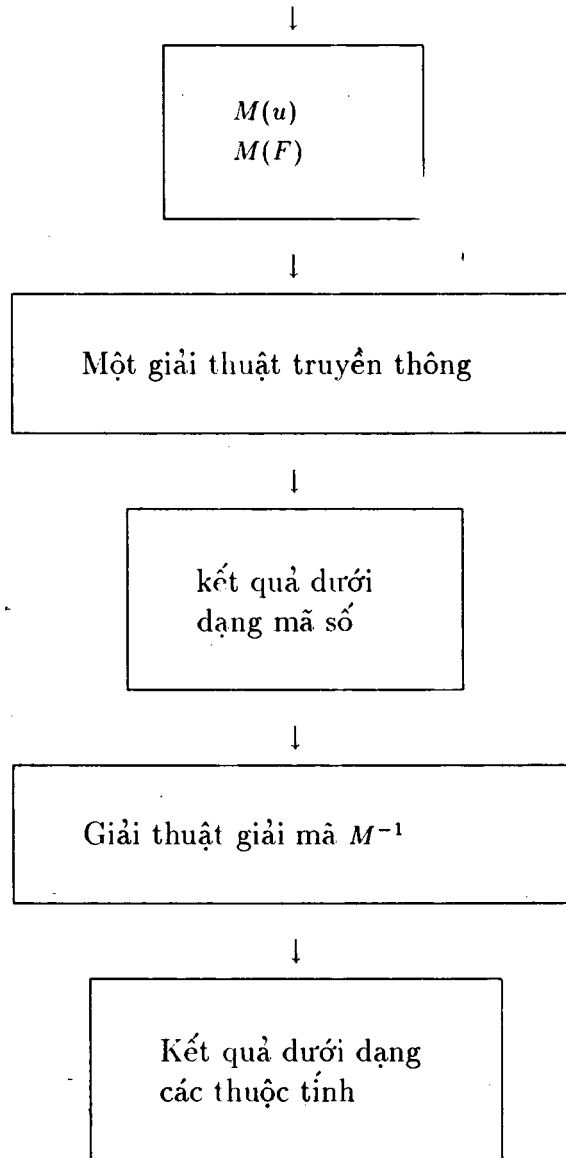 ↓
M(u)
M(F)
↓
Một giải thuật truyền thông
↓
kết quả dưới
dạng mã số
↓
Giải thuật giải mã M⁻¹
↓
Kết quả dưới dạng
các thuộc tính